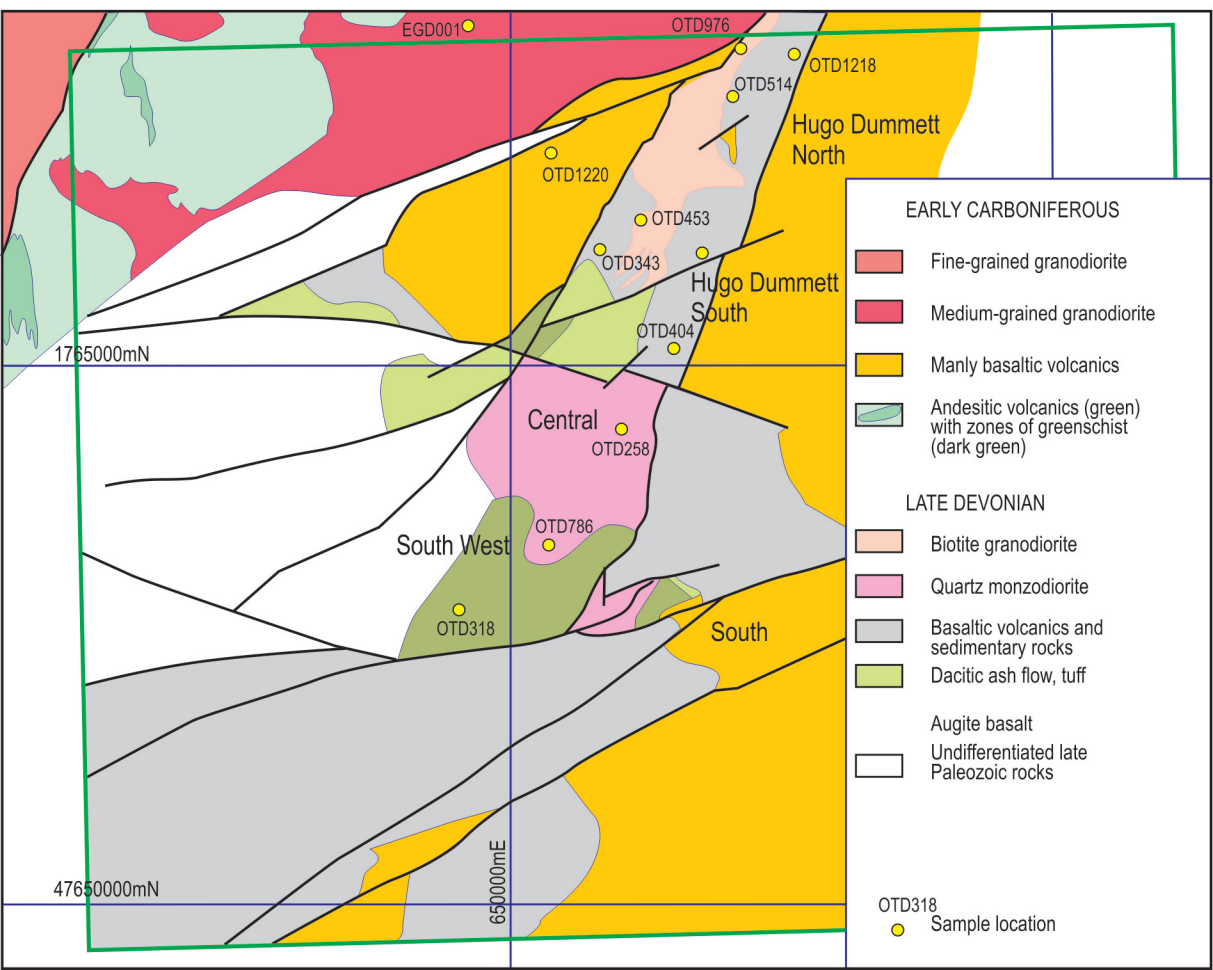 EGD001
OTD976
OTD1218
OTD514
Hugo Dummett
North
OTD1220
OTD453
OTD343
Hugo Dummett
South
OTD404
1765000mN
Central
OTD258
OTD786
South West
OTD318
South
47650000mN
650000mE
EARLY CARBONIFEROUS
Fine-grained granodiorite
Medium-grained granodiorite
Manly basaltic volcanics
Andesitic volcanics (green)
with zones of greenschist
(dark green)
LATE DEVONIAN
Biotite granodiorite
Quartz monzodiorite
Basaltic volcanics and
sedimentary rocks
Dacitic ash flow, tuff
Augite basalt
Undifferentiated late
Paleozoic rocks
OTD318
Sample location